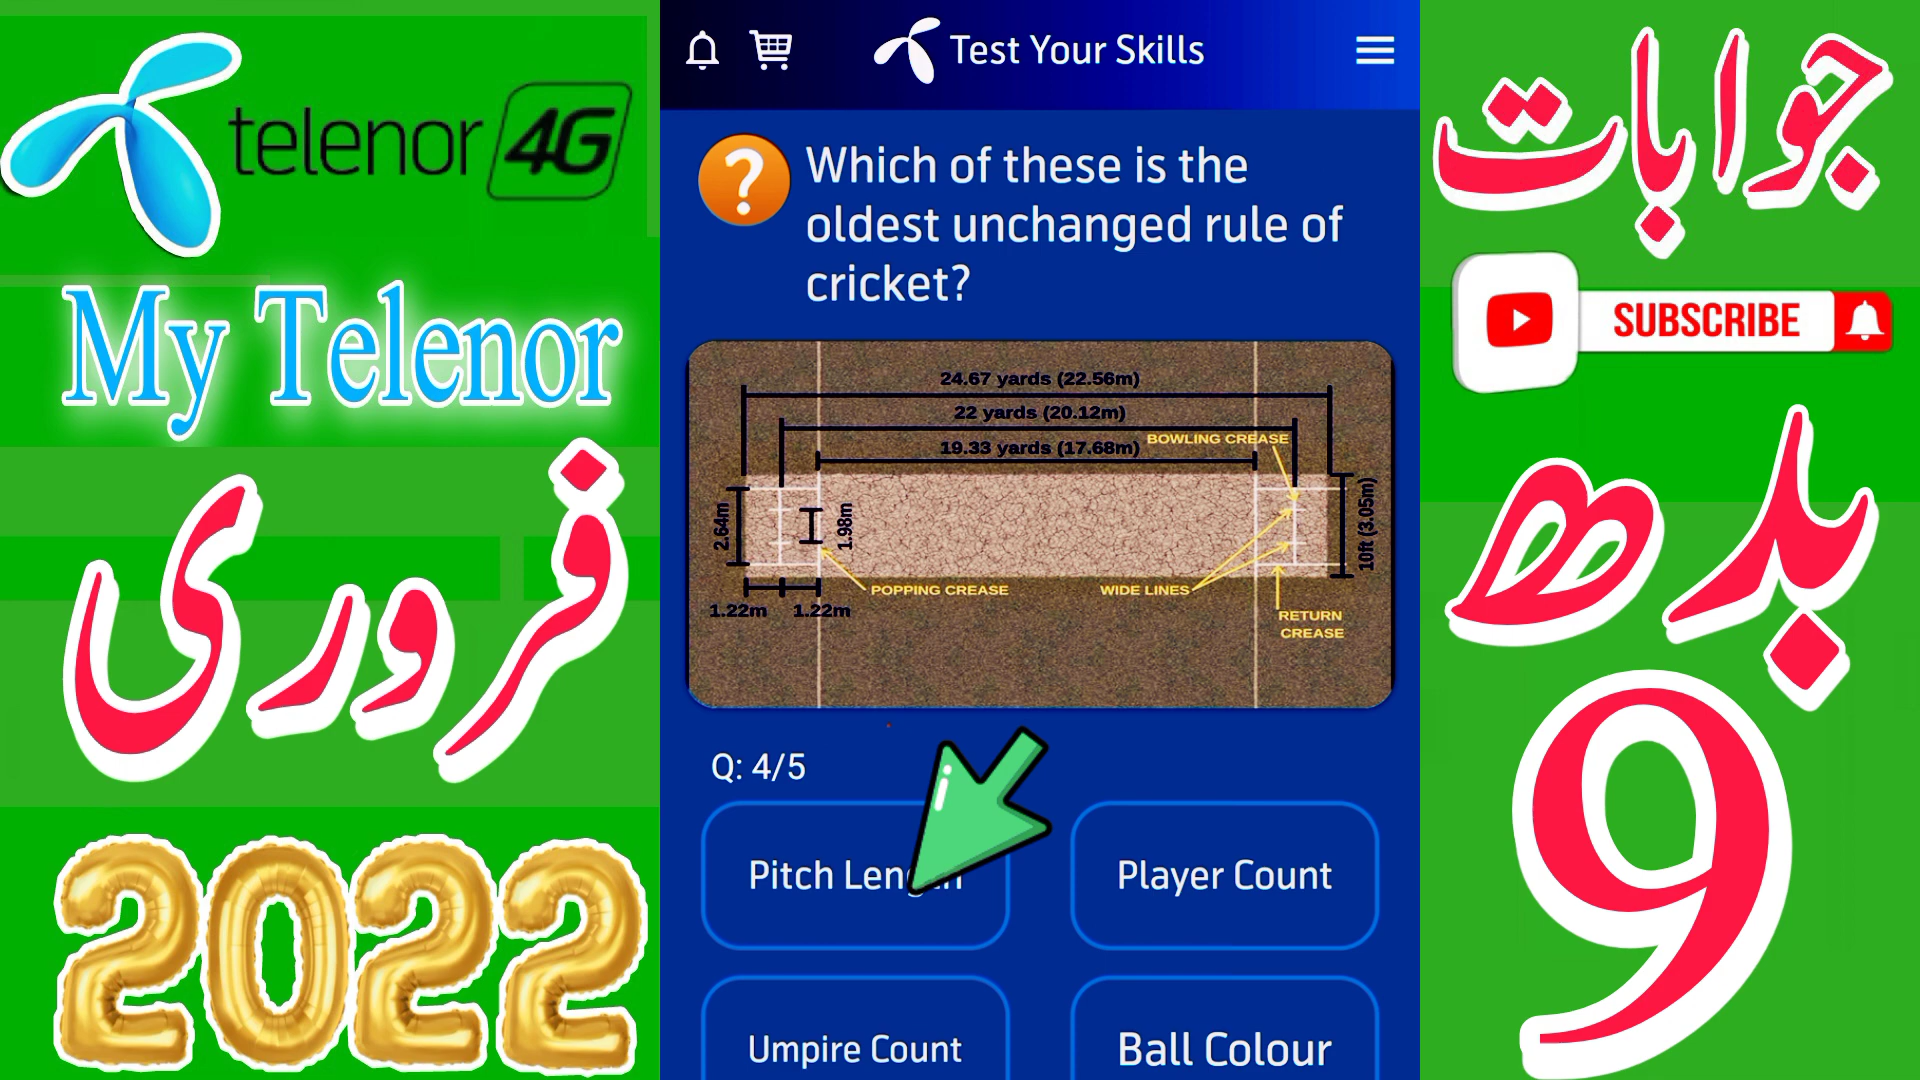 telenor 4G
My Telenor
فروری
2022
Test Your Skills
Which of these is the
oldest unchanged rule of
cricket?
24.67 yards (22.56m)
22 yards (20.12m)
19.33 yards (17.68m)
BOWLING CREASE
2.64m
1.98m
10ft (3.05m)
POPPING CREASE
WIDE LINES
1.22m
1.22m
RETURN
CREASE
Q: 4/5
Pitch Length
Player Count
Umpire Count
Ball Colour
جوابات
SUBSCRIBE
بدھ
9